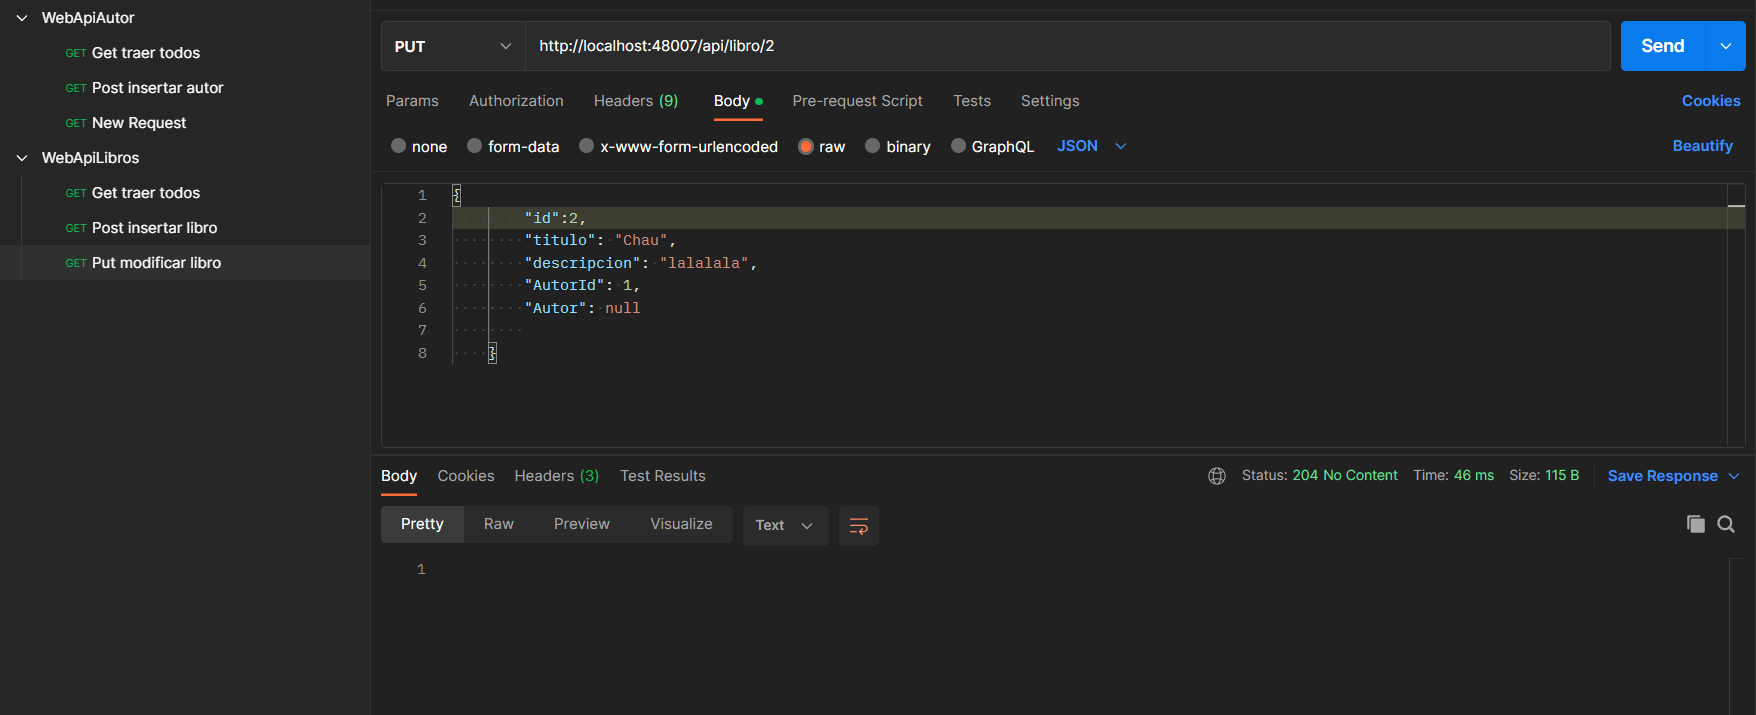 WebApiAutor
GET Get traer todos
GET Post insertar autor
GET New Request
WebApiLibros
GET Get traer todos
GET Post insertar libro
GET Put modificar libro
PUT http://localhost:48007/api/libro/2 Send
Params Authorization Headers (9) Body Pre-request Script Tests Settings Cookies
none form-data x-www-form-urlencoded raw binary GraphQL JSON Beautify
1 {
2 "id":2,
3 "titulo": "Chau",
4 "descripcion": "lalalala",
5 "AutorId": 1,
6 "Autor": null
7
8 }
Body Cookies Headers (3) Test Results Status: 204 No Content Time: 46 ms Size: 115 B Save Response
Pretty Raw Preview Visualize Text
1